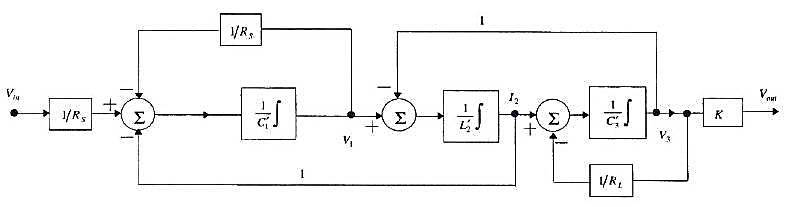 1
1/R_S
V_in
1/R_S
+
−
−
Σ
1/C'_1 ∫
V_1
+
−
Σ
1/L'_2 ∫
I_2
+
−
Σ
1/C'_3 ∫
V_3
K
V_out
1/R_L
1